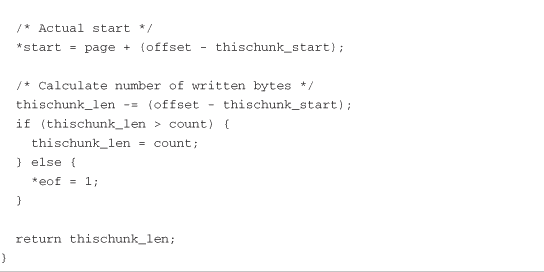 /* Actual start */
*start = page + (offset - thischunk_start);
/* Calculate number of written bytes */
thischunk_len -= (offset - thischunk_start);
if (thischunk_len > count) {
thischunk_len = count;
} else {
*eof = 1;
}
return thischunk_len;
}